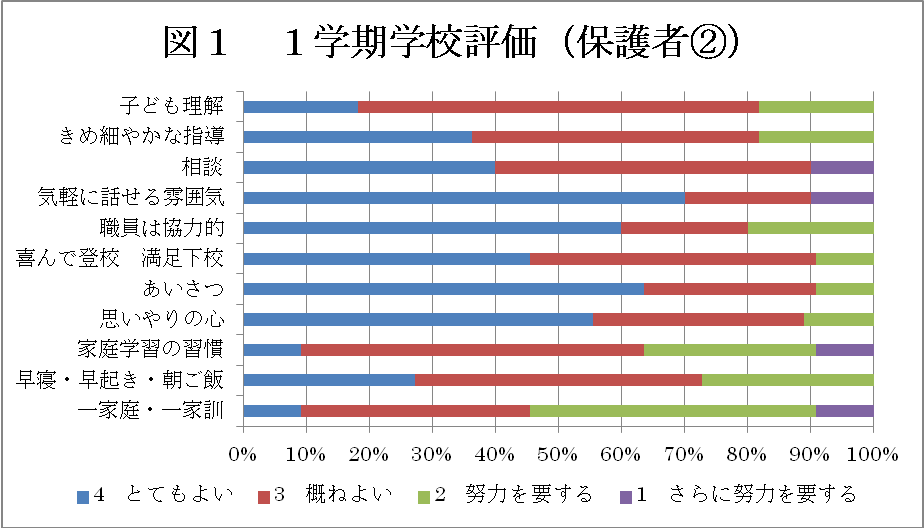 図１　１学期学校評価（保護者②）
子ども理解
きめ細やかな指導
相談
気軽に話せる雰囲気
職員は協力的
喜んで登校　満足下校
あいさつ
思いやりの心
家庭学習の習慣
早寝・早起き・朝ご飯
一家庭・一家訓
0% 10% 20% 30% 40% 50% 60% 70% 80% 90% 100%
4　とてもよい 3　概ねよい 2　努力を要する 1　さらに努力を要する